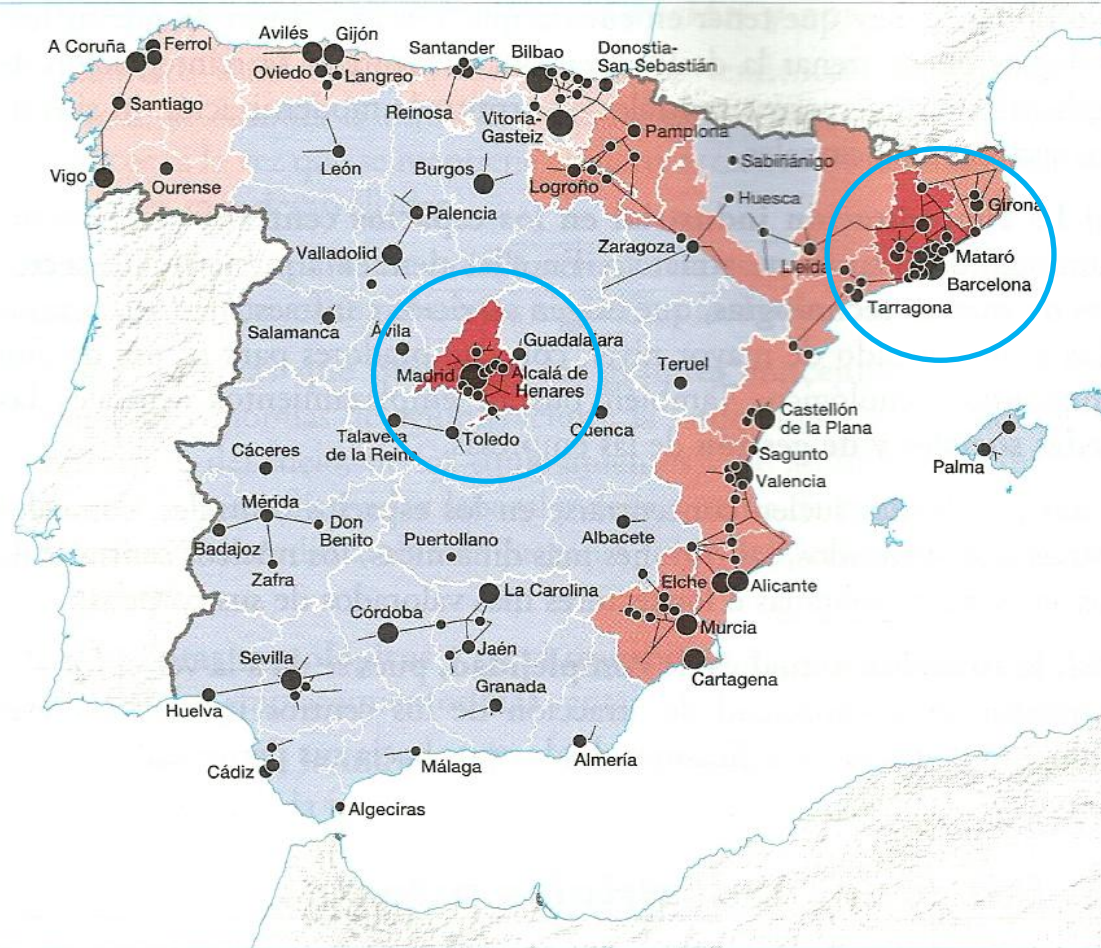 A Coruña
Ferrol
Avilés
Gijón
Santander
Bilbao
Donostia-
San Sebastián
Oviedo
Langreo
Santiago
Reinosa
Vitoria-
Gasteiz
Pamplona
Vigo
Ourense
León
Burgos
Logroño
Sabiñánigo
Huesca
Girona
Palencia
Valladolid
Zaragoza
Lleida
Mataró
Barcelona
Tarragona
Salamanca
Ávila
Guadalajara
Madrid
Alcalá de
Henares
Teruel
Talavera
de la Reina
Toledo
Cuenca
Castellón
de la Plana
Sagunto
Valencia
Palma
Cáceres
Mérida
Don
Benito
Badajoz
Zafra
Puertollano
Albacete
La Carolina
Elche
Alicante
Córdoba
Murcia
Jaén
Sevilla
Cartagena
Granada
Huelva
Almería
Cádiz
Málaga
Algeciras